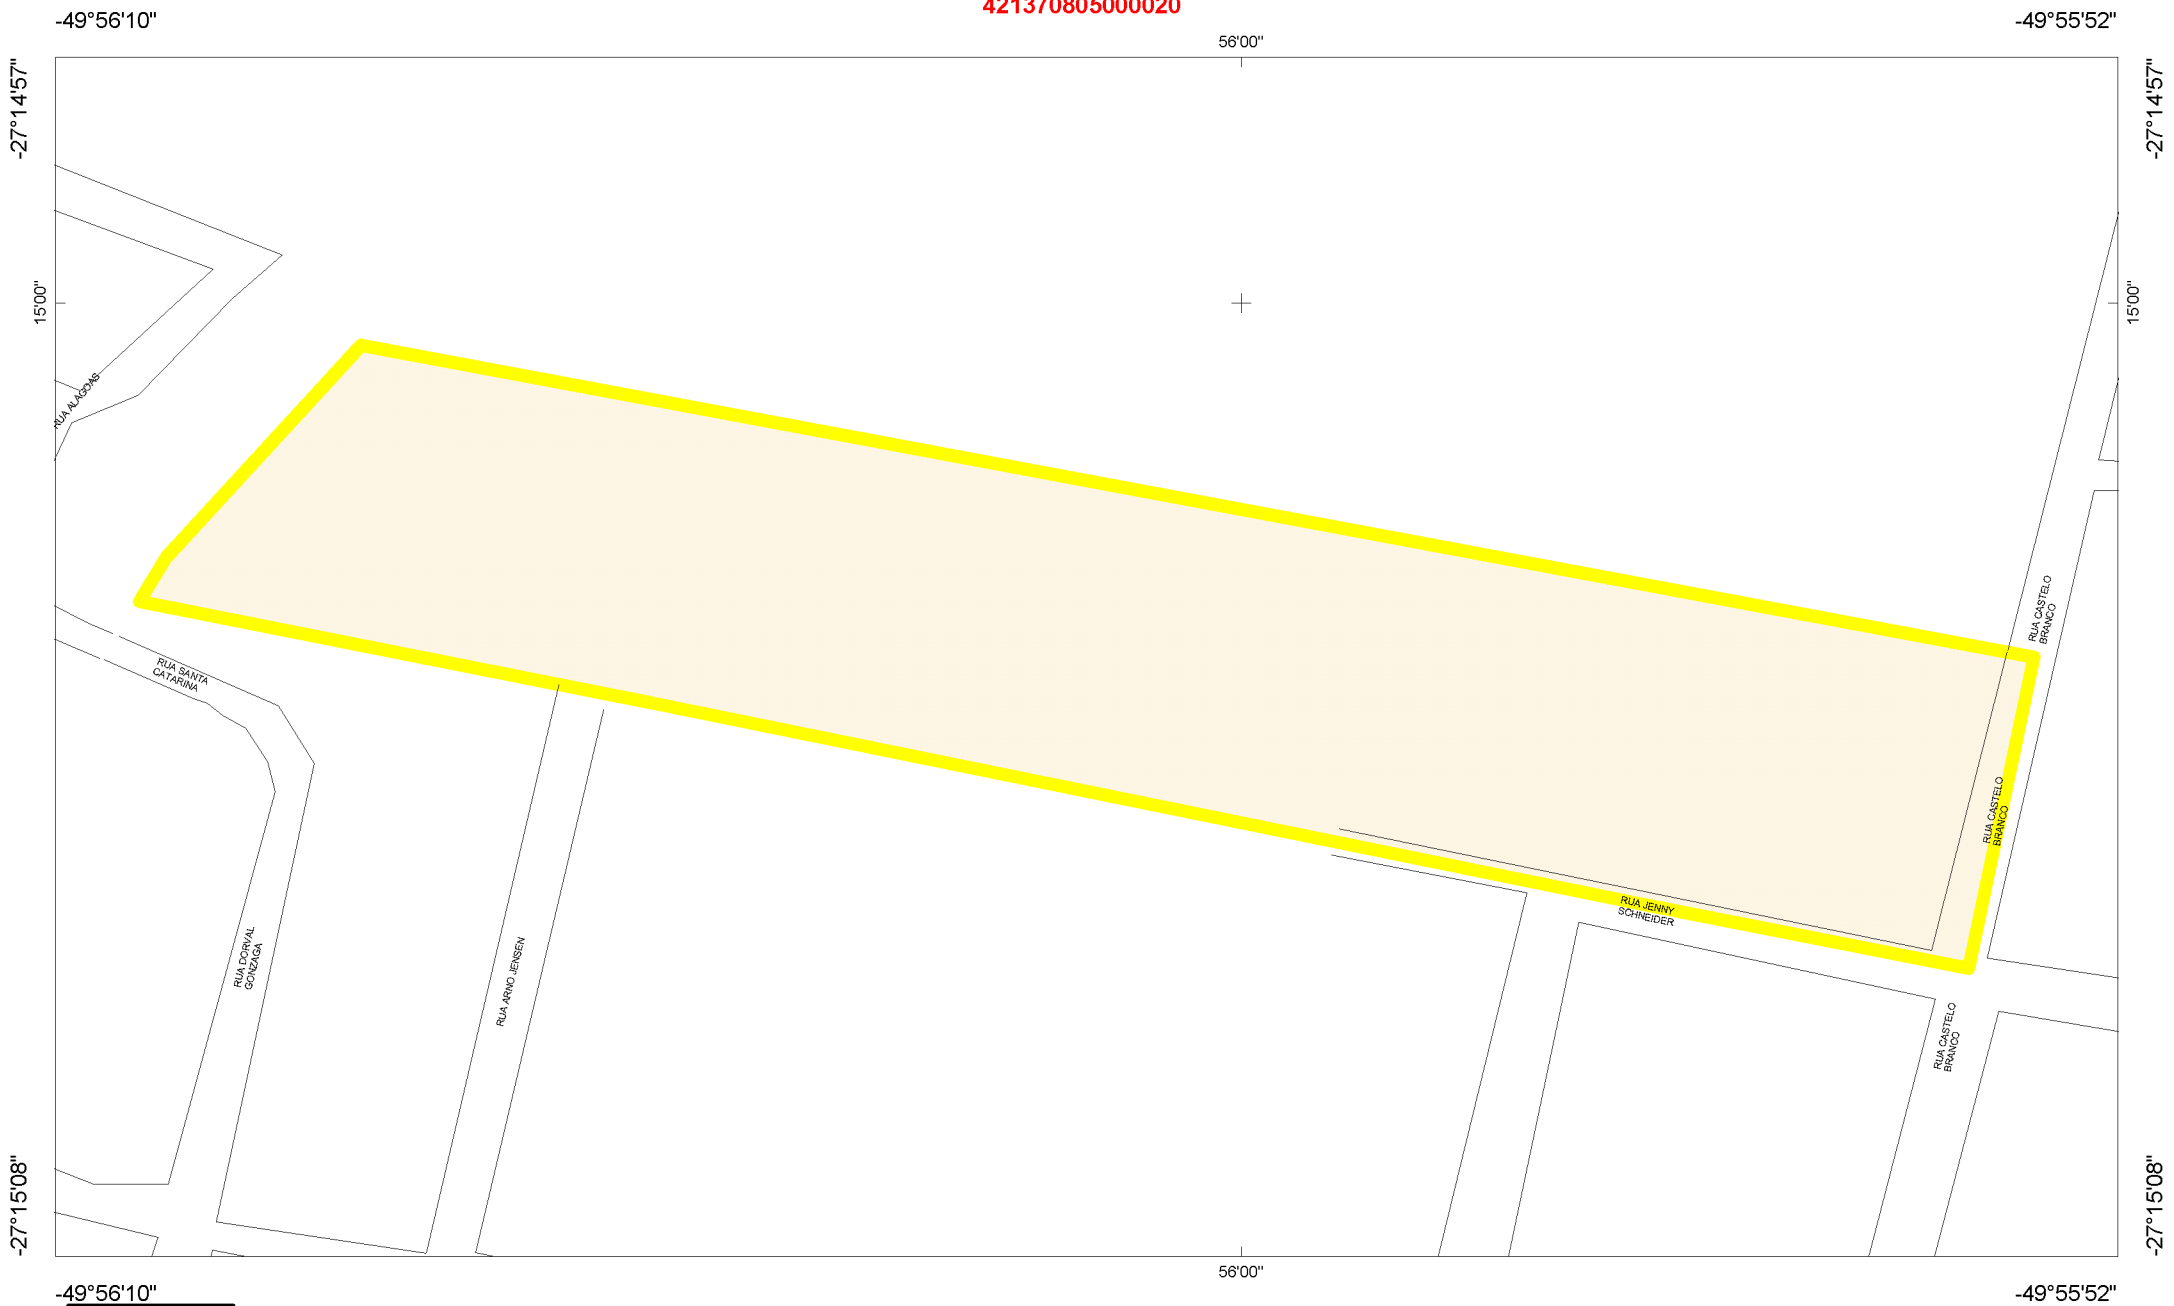 421370805000020
-49°56'10"
-49°55'52"
56'00"
-27°14'57"
-27°14'57"
15'00"
15'00"
RUA ALAGOAS
RUA CASTELO
BRANCO
RUA SANTA
CATARINA
RUA CASTELO
BRANCO
RUA JENNY
SCHNEIDER
RUA DORVAL
GONZAGA
RUA ARNO JENSEN
RUA CASTELO
BRANCO
-27°15'08"
-27°15'08"
56'00"
-49°56'10"
-49°55'52"